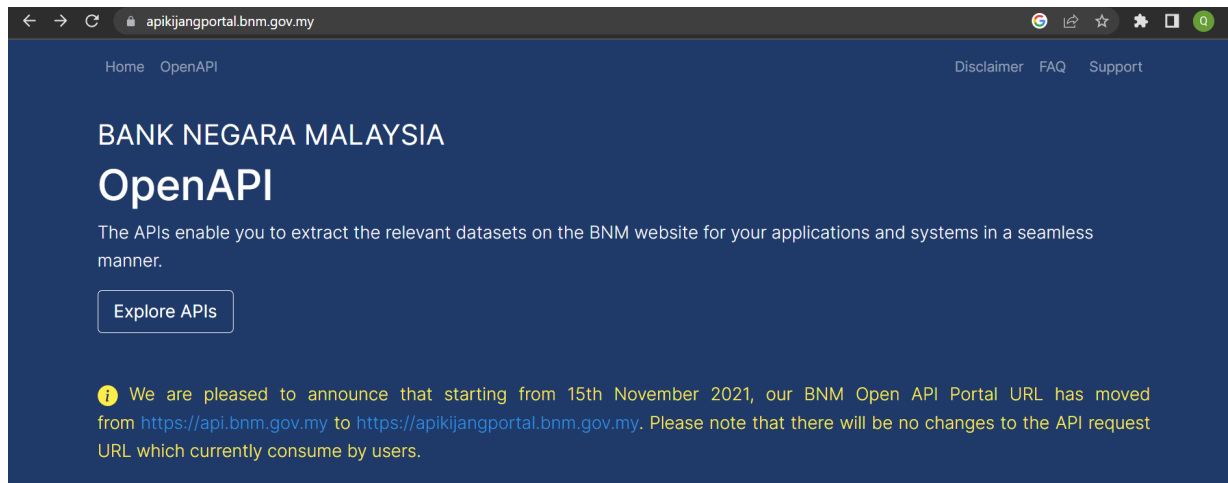 apikijangportal.bnm.gov.my
Q
Home OpenAPI Disclaimer FAQ Support
BANK NEGARA MALAYSIA
OpenAPI
The APIs enable you to extract the relevant datasets on the BNM website for your applications and systems in a seamless
manner.
Explore APIs
We are pleased to announce that starting from 15th November 2021, our BNM Open API Portal URL has moved
from https://api.bnm.gov.my to https://apikijangportal.bnm.gov.my. Please note that there will be no changes to the API request
URL which currently consume by users.